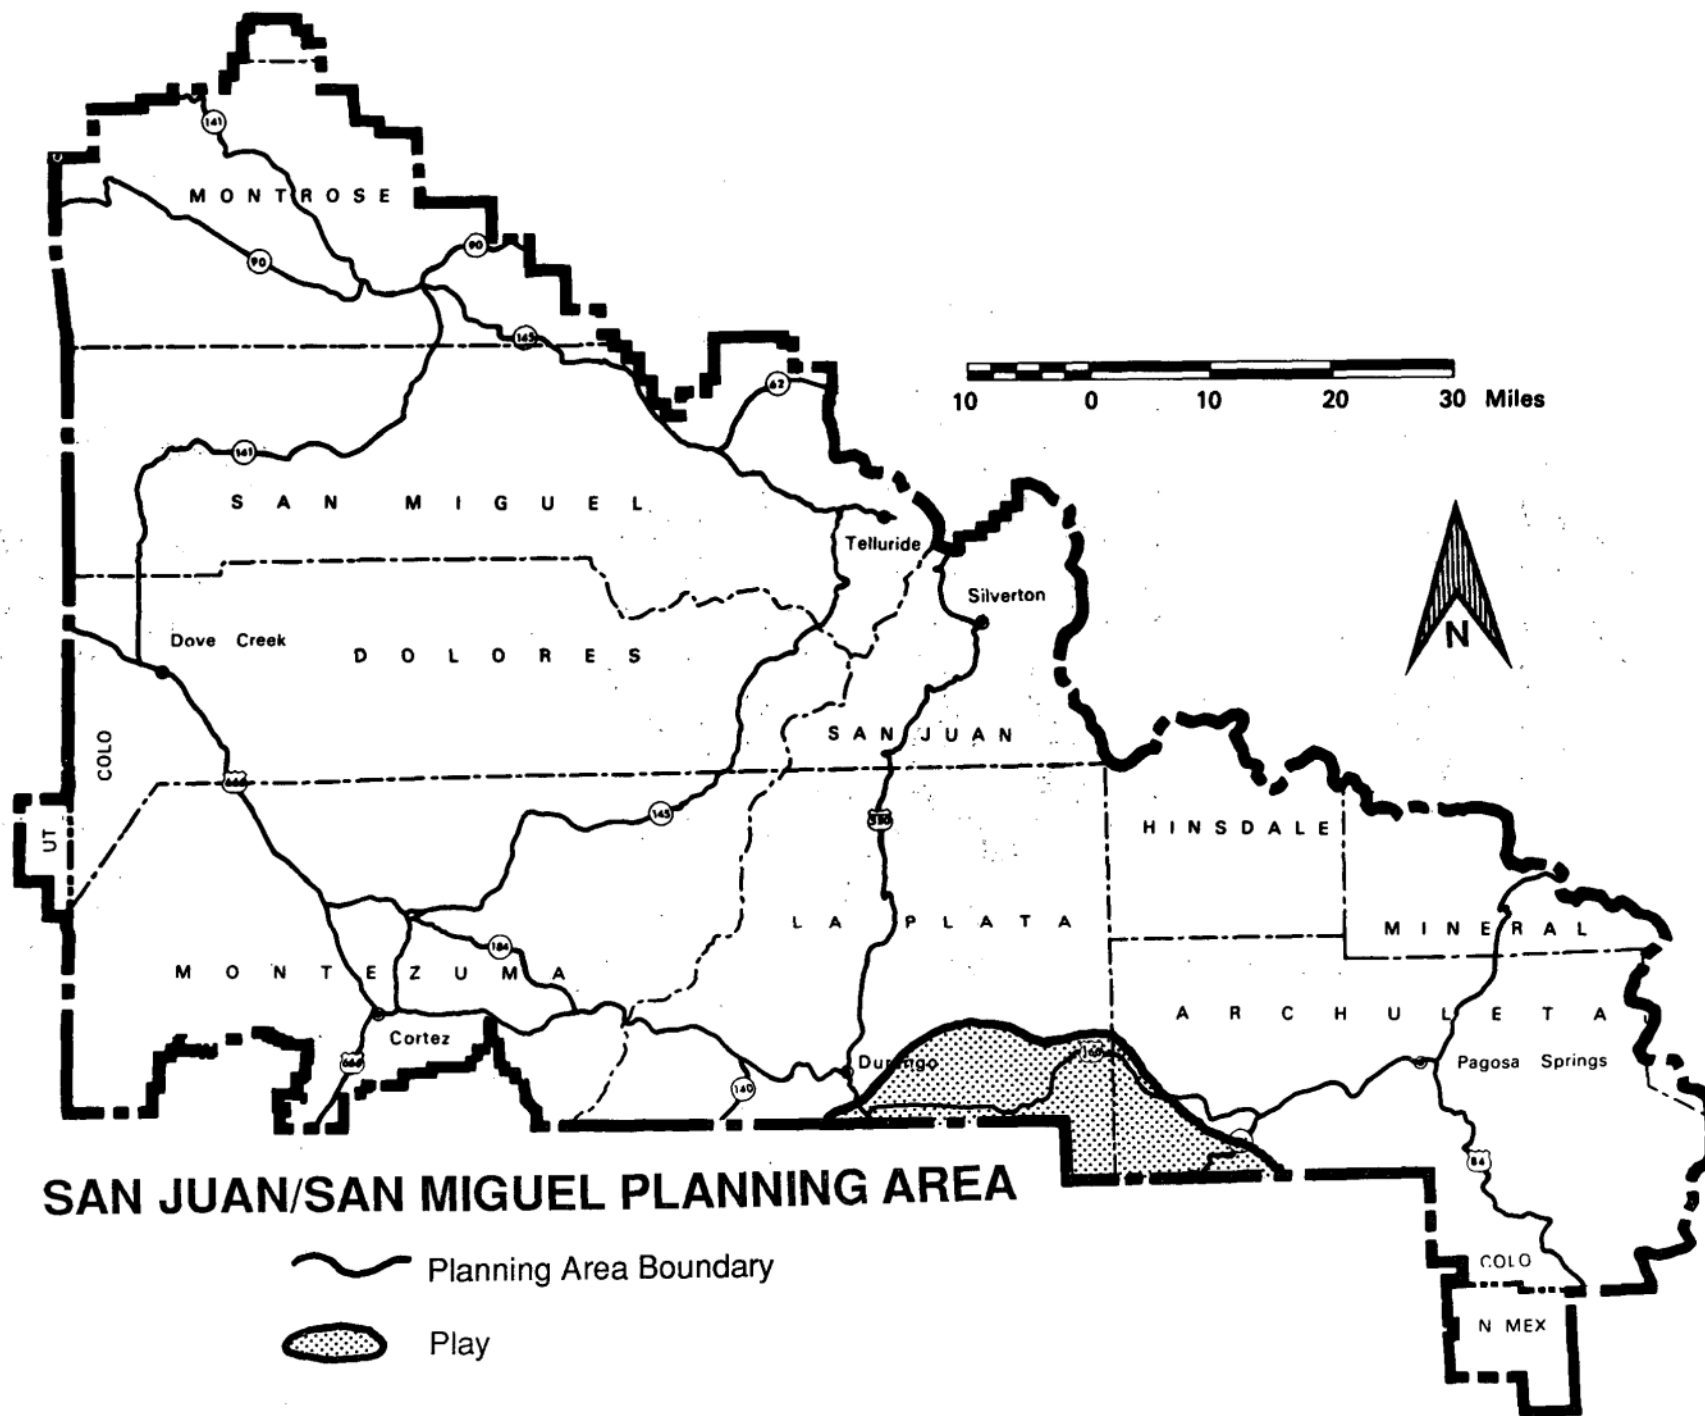 141
MONTROSE
90
90
145
62
10 0 10 20 30 Miles
141
SAN MIGUEL
Telluride
Silverton
N
Dove Creek
DOLORES
SAN JUAN
COLO
666
145
550
HINSDALE
UT
LA PLATA
MINERAL
184
MONTEZUMA
ARCHULETA
Cortez
666
Durango
160
Pagosa Springs
140
84
SAN JUAN/SAN MIGUEL PLANNING AREA
Planning Area Boundary
COLO
N MEX
Play